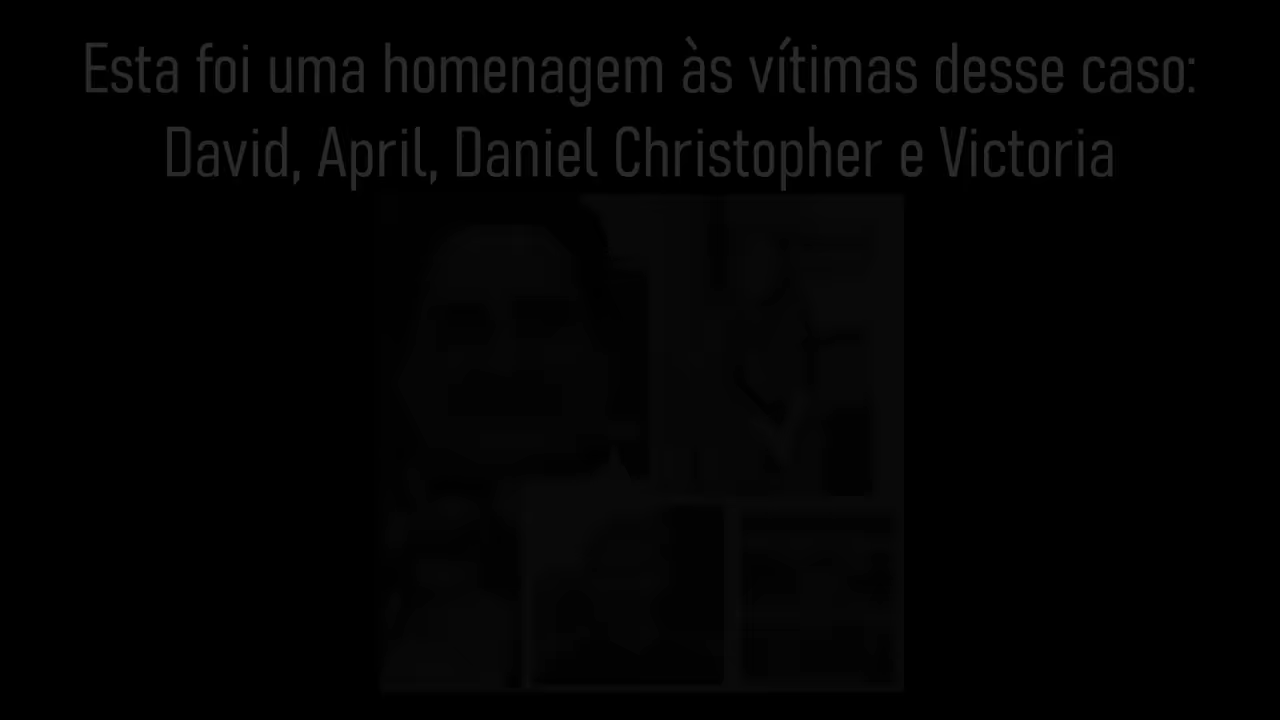 Esta foi uma homenagem às vítimas desse caso:
David, April, Daniel Christopher e Victoria